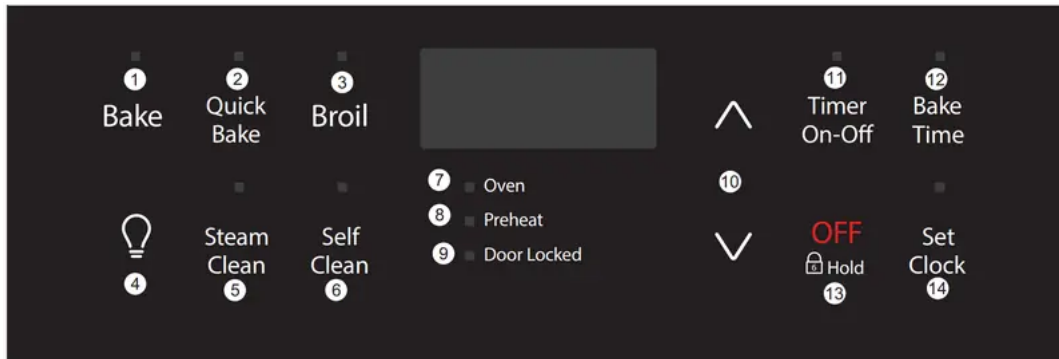 1
Bake
2
Quick
Bake
3
Broil
4
5
Steam
Clean
6
Self
Clean
7 Oven
8 Preheat
9 Door Locked
10
11
Timer
On-Off
12
Bake
Time
OFF
Hold
13
Set
Clock
14